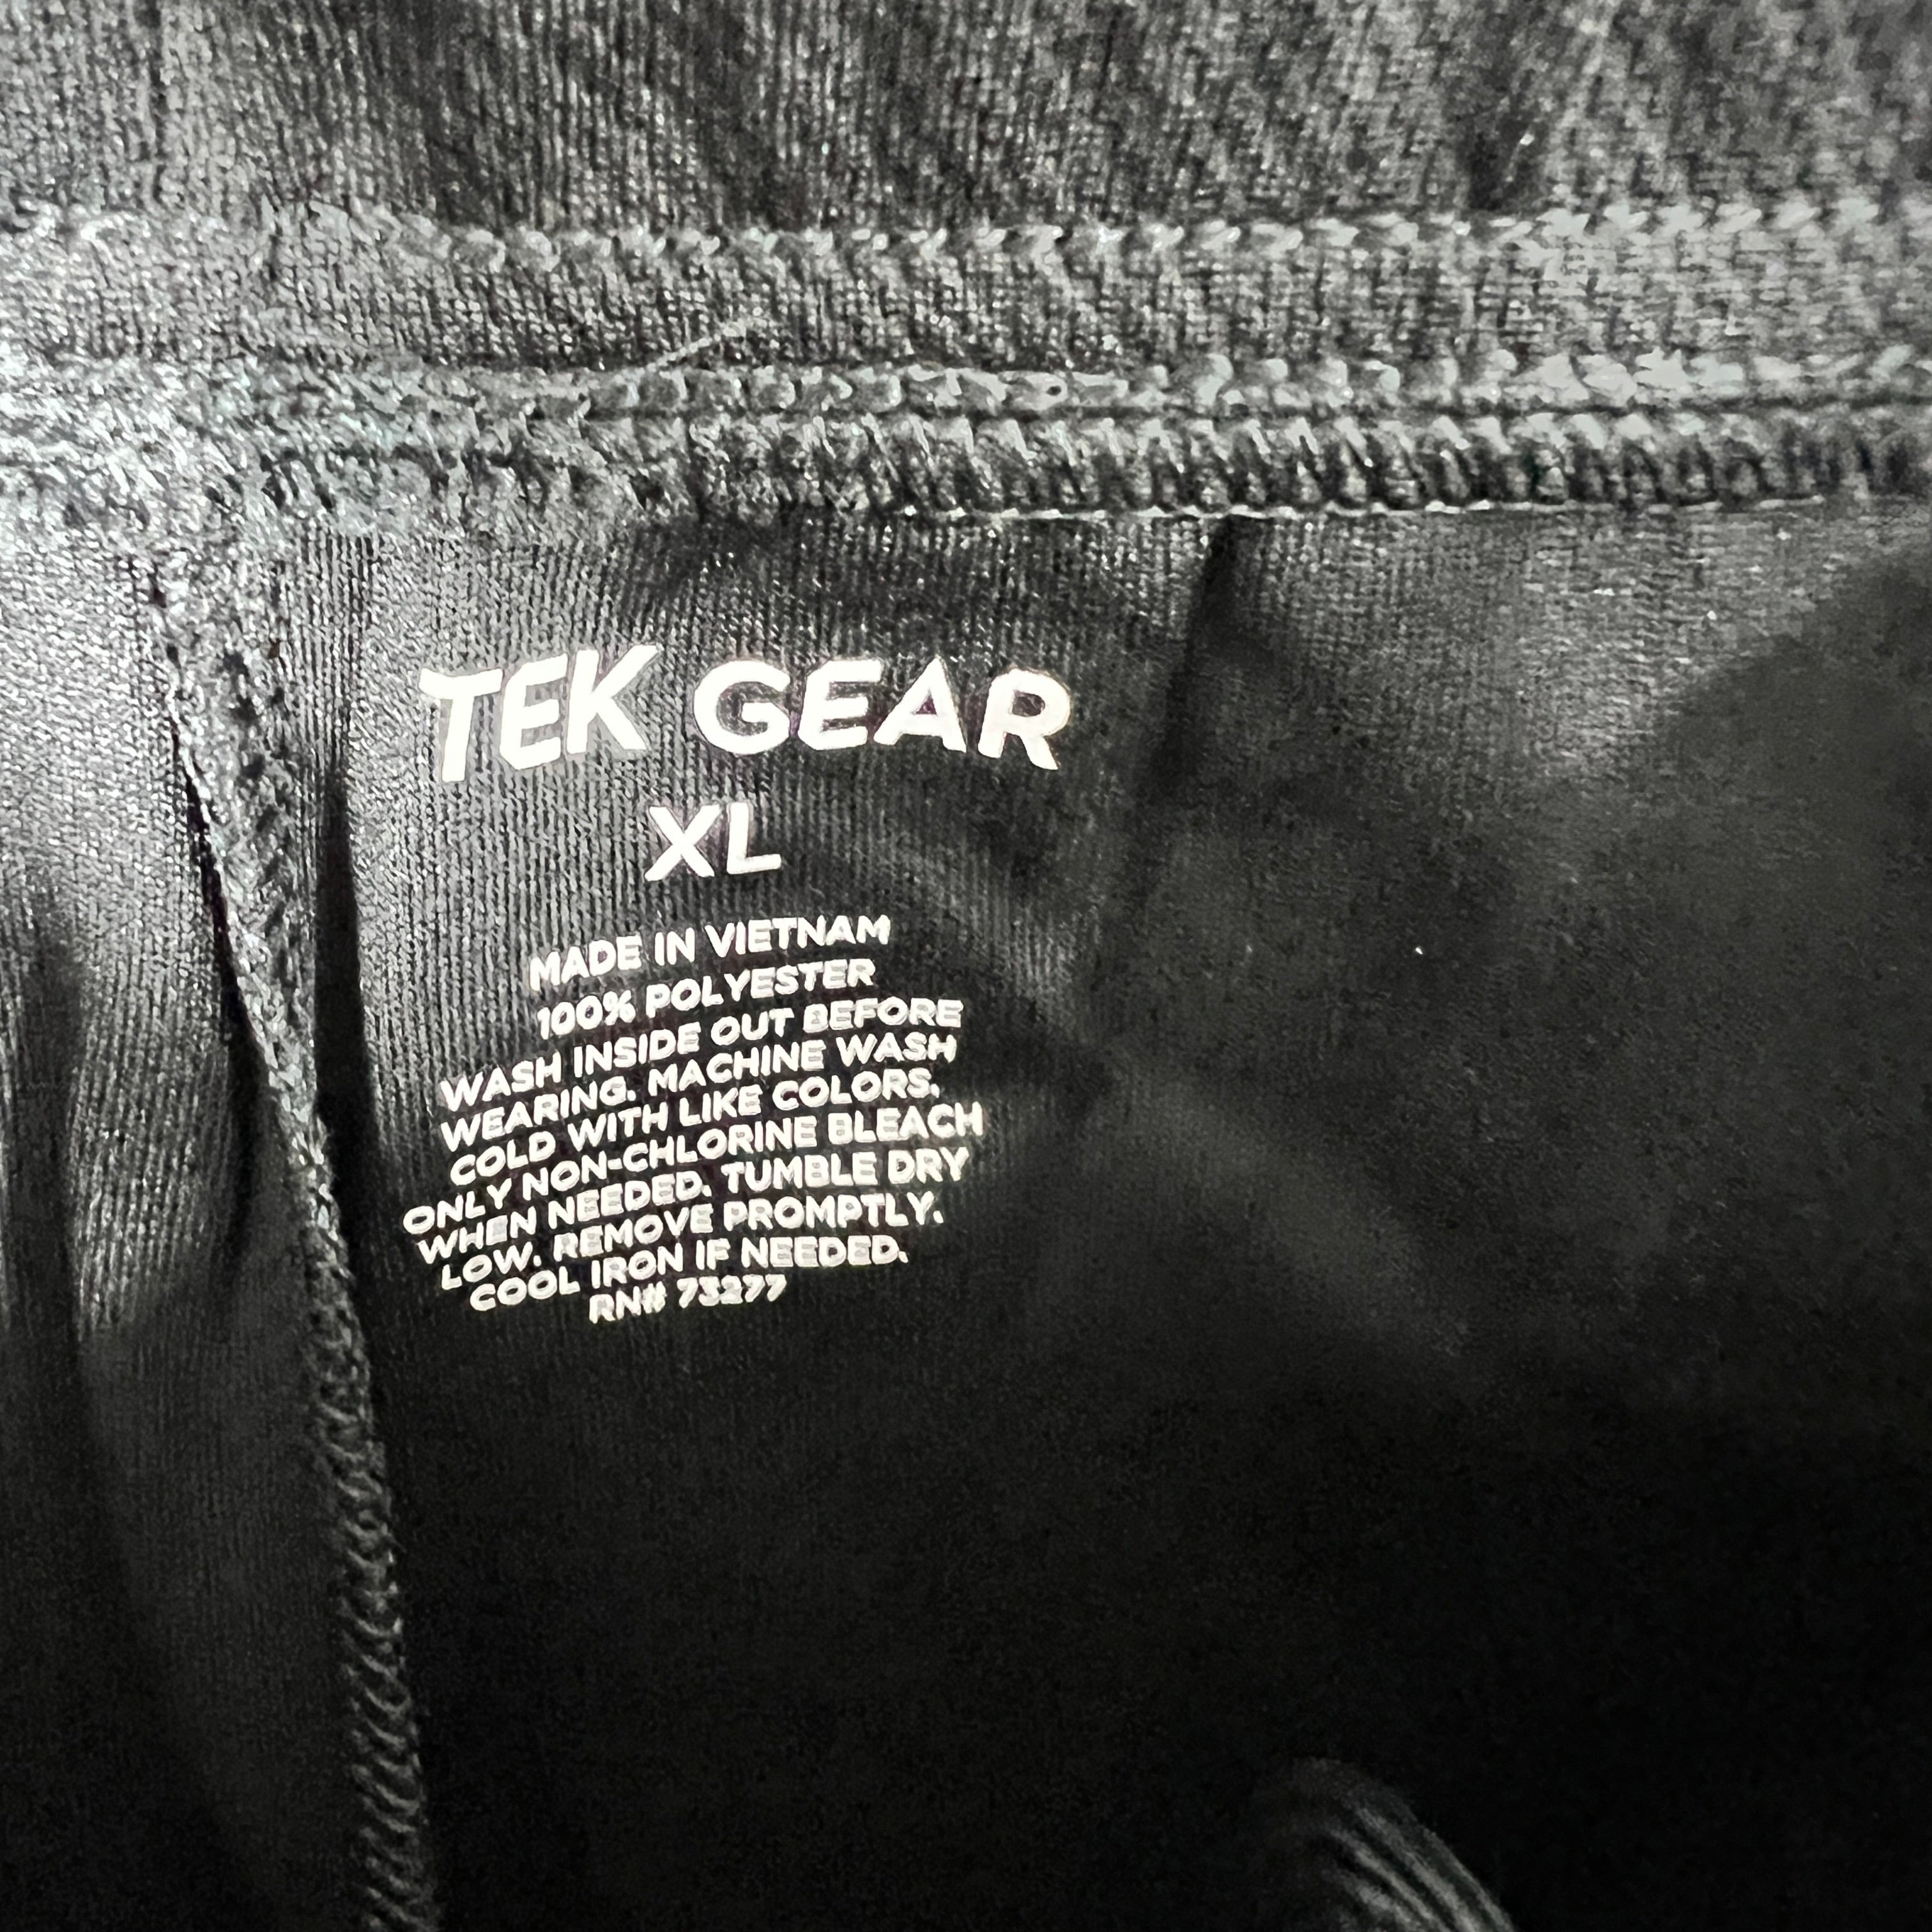 TEK GEAR
XL
MADE IN VIETNAM
100% POLYESTER
WASH INSIDE OUT BEFORE
WEARING. MACHINE WASH
COLD WITH LIKE COLORS.
ONLY NON-CHLORINE BLEACH
WHEN NEEDED. TUMBLE DRY
LOW. REMOVE PROMPTLY.
COOL IRON IF NEEDED.
RN# 73277